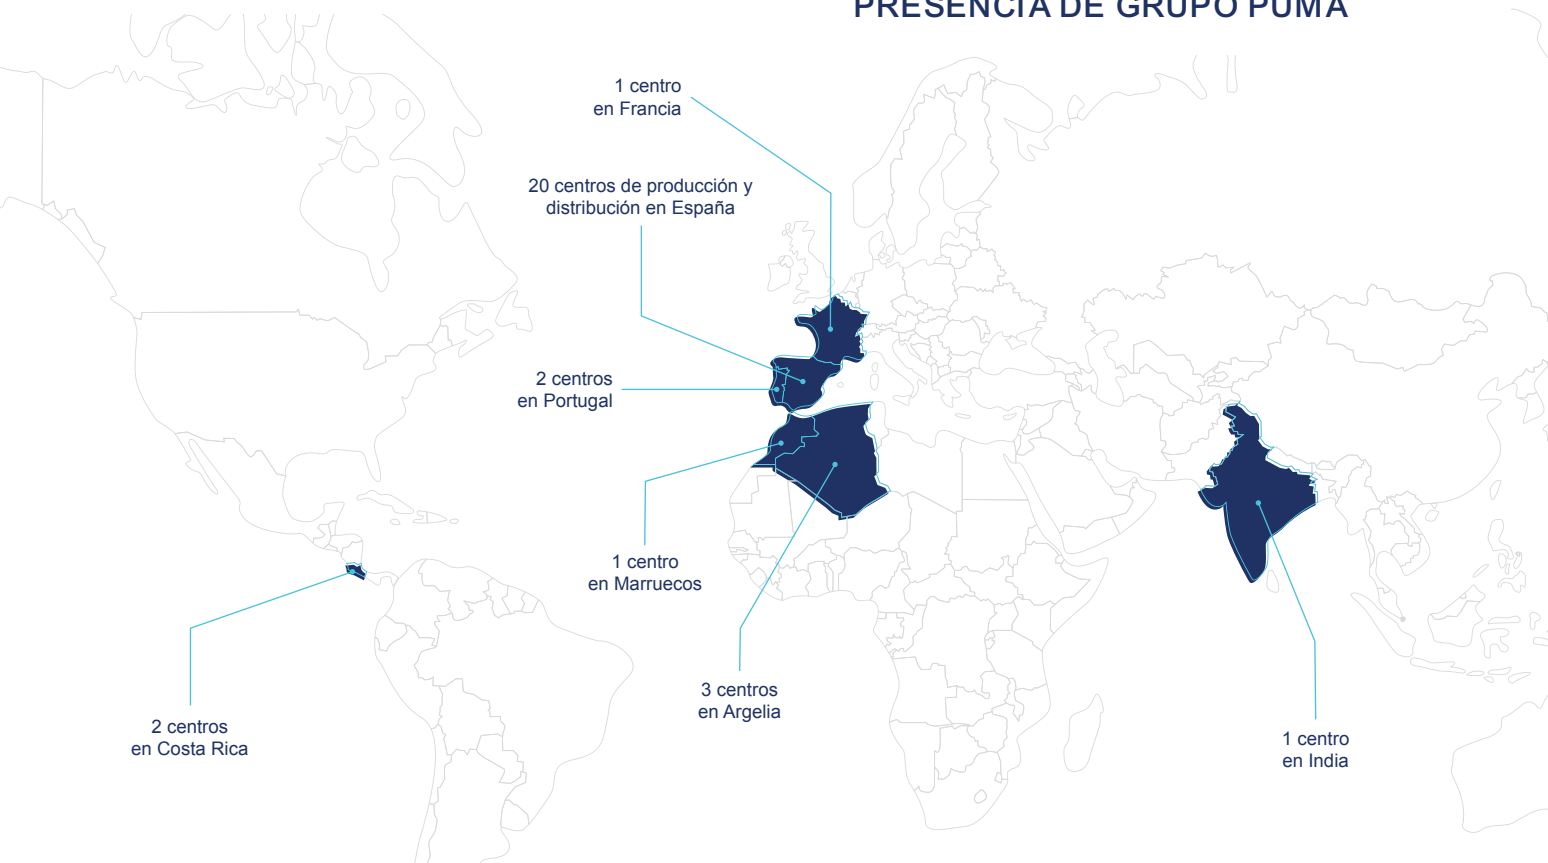 PRESENCIA DE GRUPO PUMA
1 centro
en Francia
20 centros de producción y
distribución en España
2 centros
en Portugal
1 centro
en Marruecos
3 centros
en Argelia
2 centros
en Costa Rica
1 centro
en India